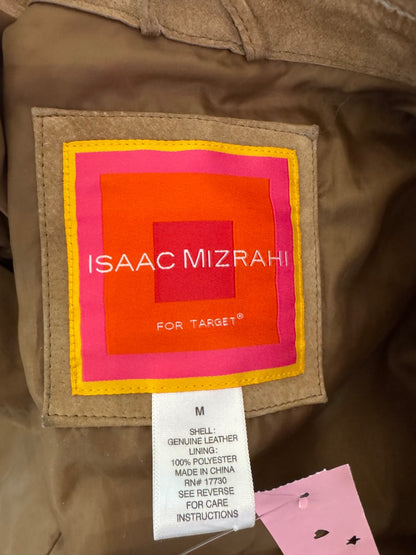 ISAAC MIZRAHI
FOR TARGET®
M
SHELL:
GENUINE LEATHER
LINING:
100% POLYESTER
MADE IN CHINA
RN# 17730
SEE REVERSE
FOR CARE
INSTRUCTIONS